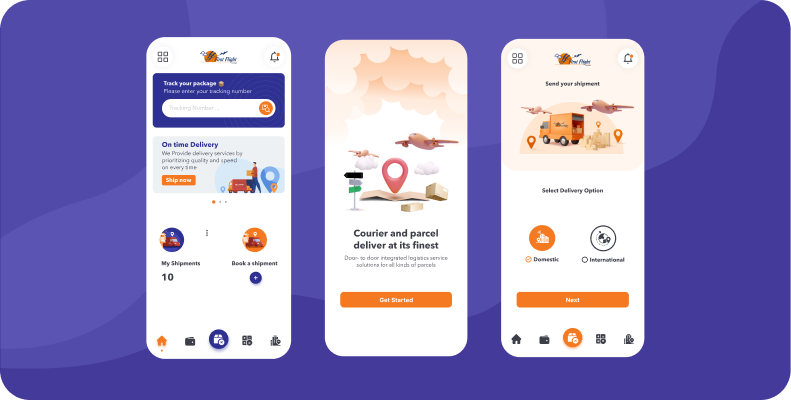 First Flight
Track your package
Please enter your tracking number
Tracking Number ...
On time Delivery
We Provide delivery services by
prioritizing quality and speed
on every time
Ship now
My Shipments
Book a shipment
10
Courier and parcel
deliver at its finest
Door- to door integrated logistics service
solutions for all kinds of parcels
Get Started
First Flight
Send your shipment
Select Delivery Option
Domestic
International
Next